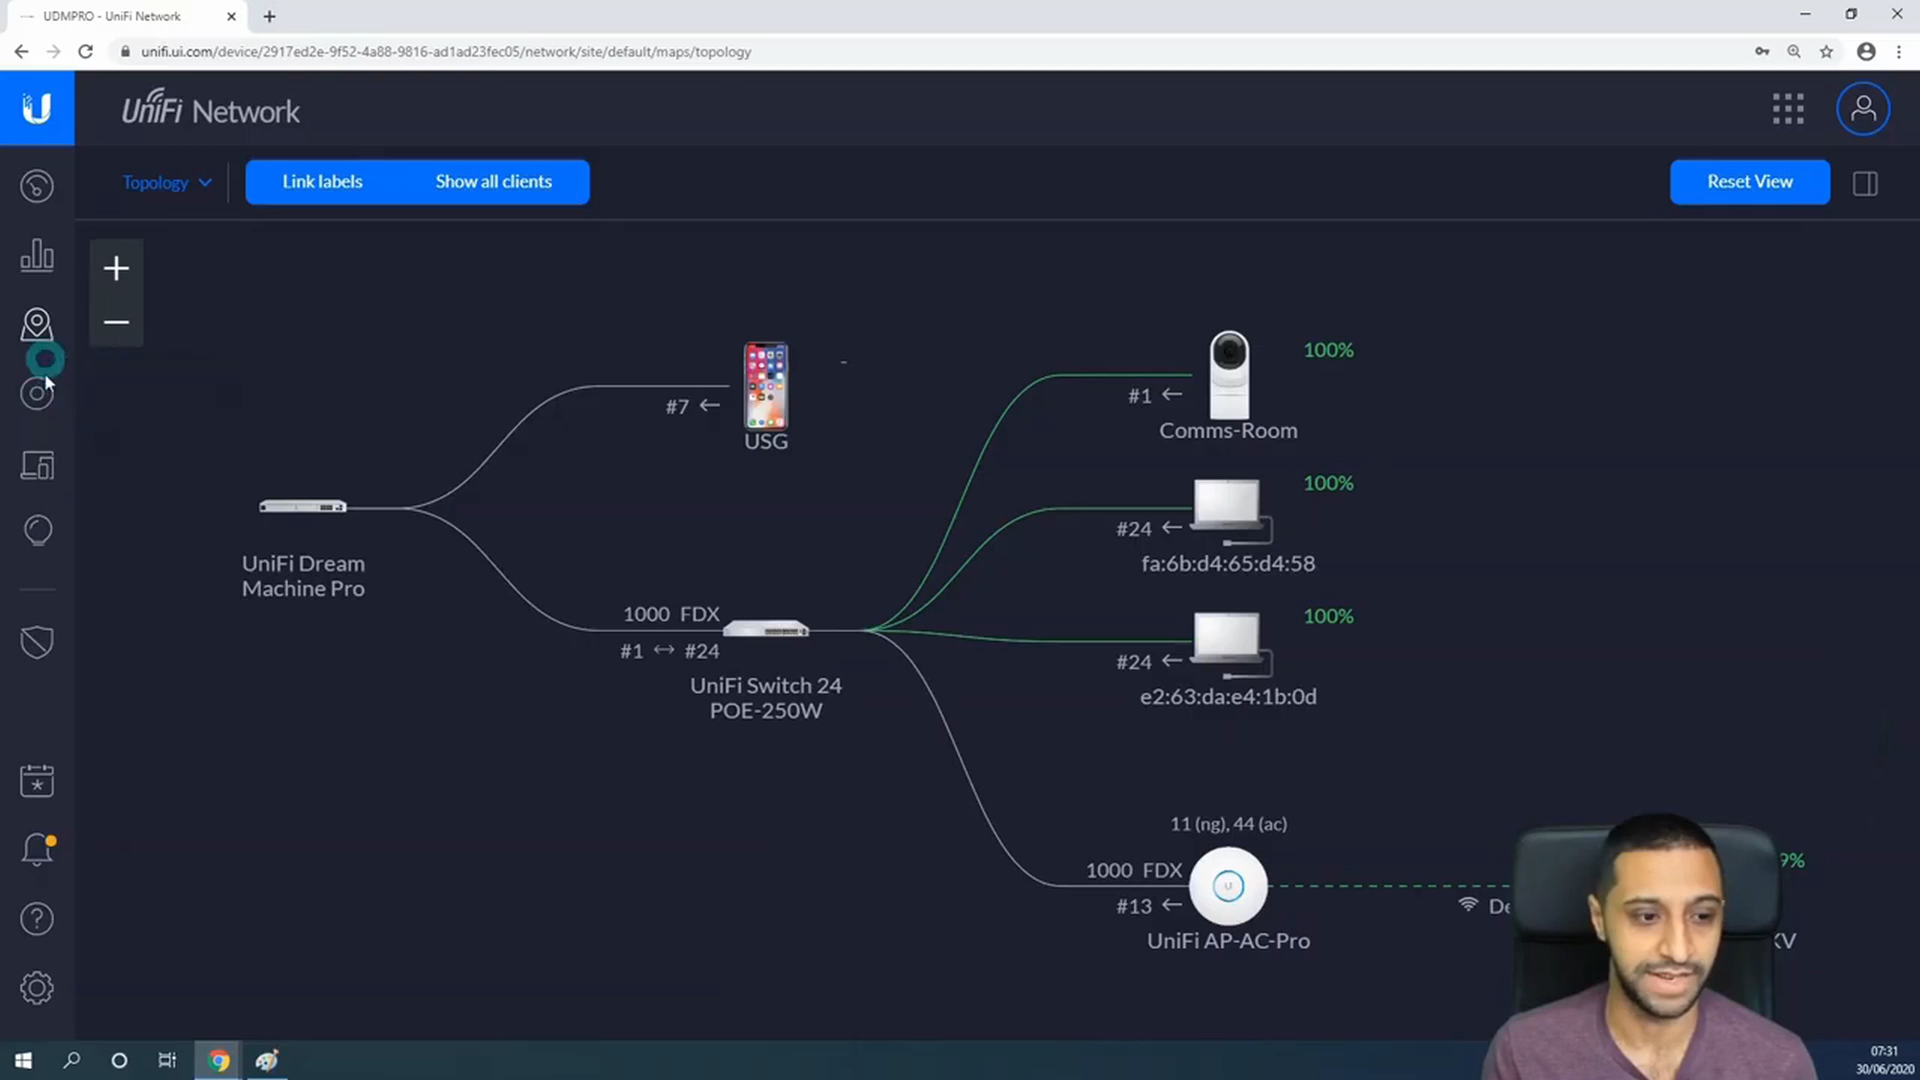 UDMPRO - UniFi Network
unifi.ui.com/device/2917ed2e-9f52-4a88-9816-ad1ad23fec05/network/site/default/maps/topology
UniFi Network
Topology
Link labels
Show all clients
Reset View
#7 ←
USG
-
#1 ←
100%
Comms-Room
#24 ←
100%
fa:6b:d4:65:d4:58
#24 ←
100%
e2:63:da:e4:1b:0d
UniFi Dream
Machine Pro
1000 FDX
#1 ↔ #24
UniFi Switch 24
POE-250W
11 (ng), 44 (ac)
1000 FDX
#13 ←
UniFi AP-AC-Pro
9%
De
KV
07:31
30/06/2020